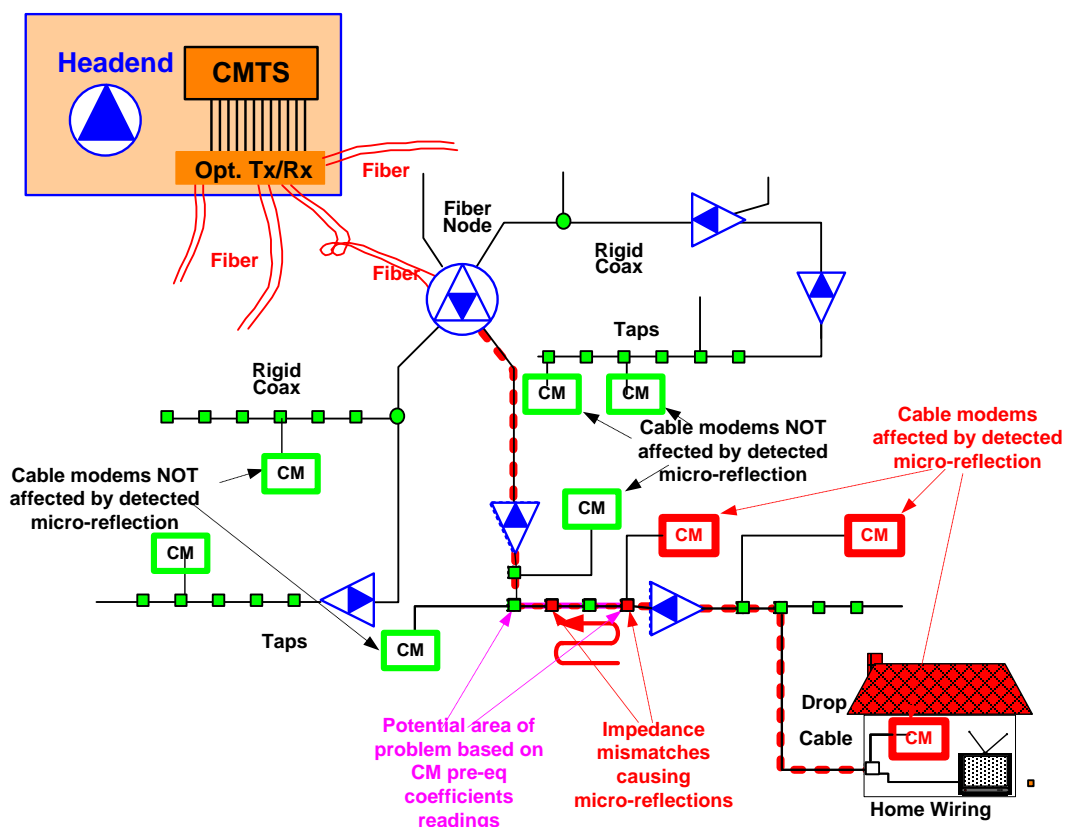 Headend
CMTS
Opt. Tx/Rx
Fiber
Fiber
Fiber
Fiber
Node
Rigid
Coax
Taps
CM
CM
Rigid
Coax
Cable modems NOT
affected by detected
micro-reflection
Cable modems
affected by detected
micro-reflection
CM
Cable modems NOT
affected by detected
micro-reflection
CM
CM
CM
CM
CM
Taps
CM
Potential area of
problem based on
CM pre-eq
coefficients
readings
Impedance
mismatches
causing
micro-reflections
Drop
Cable
CM
Home Wiring